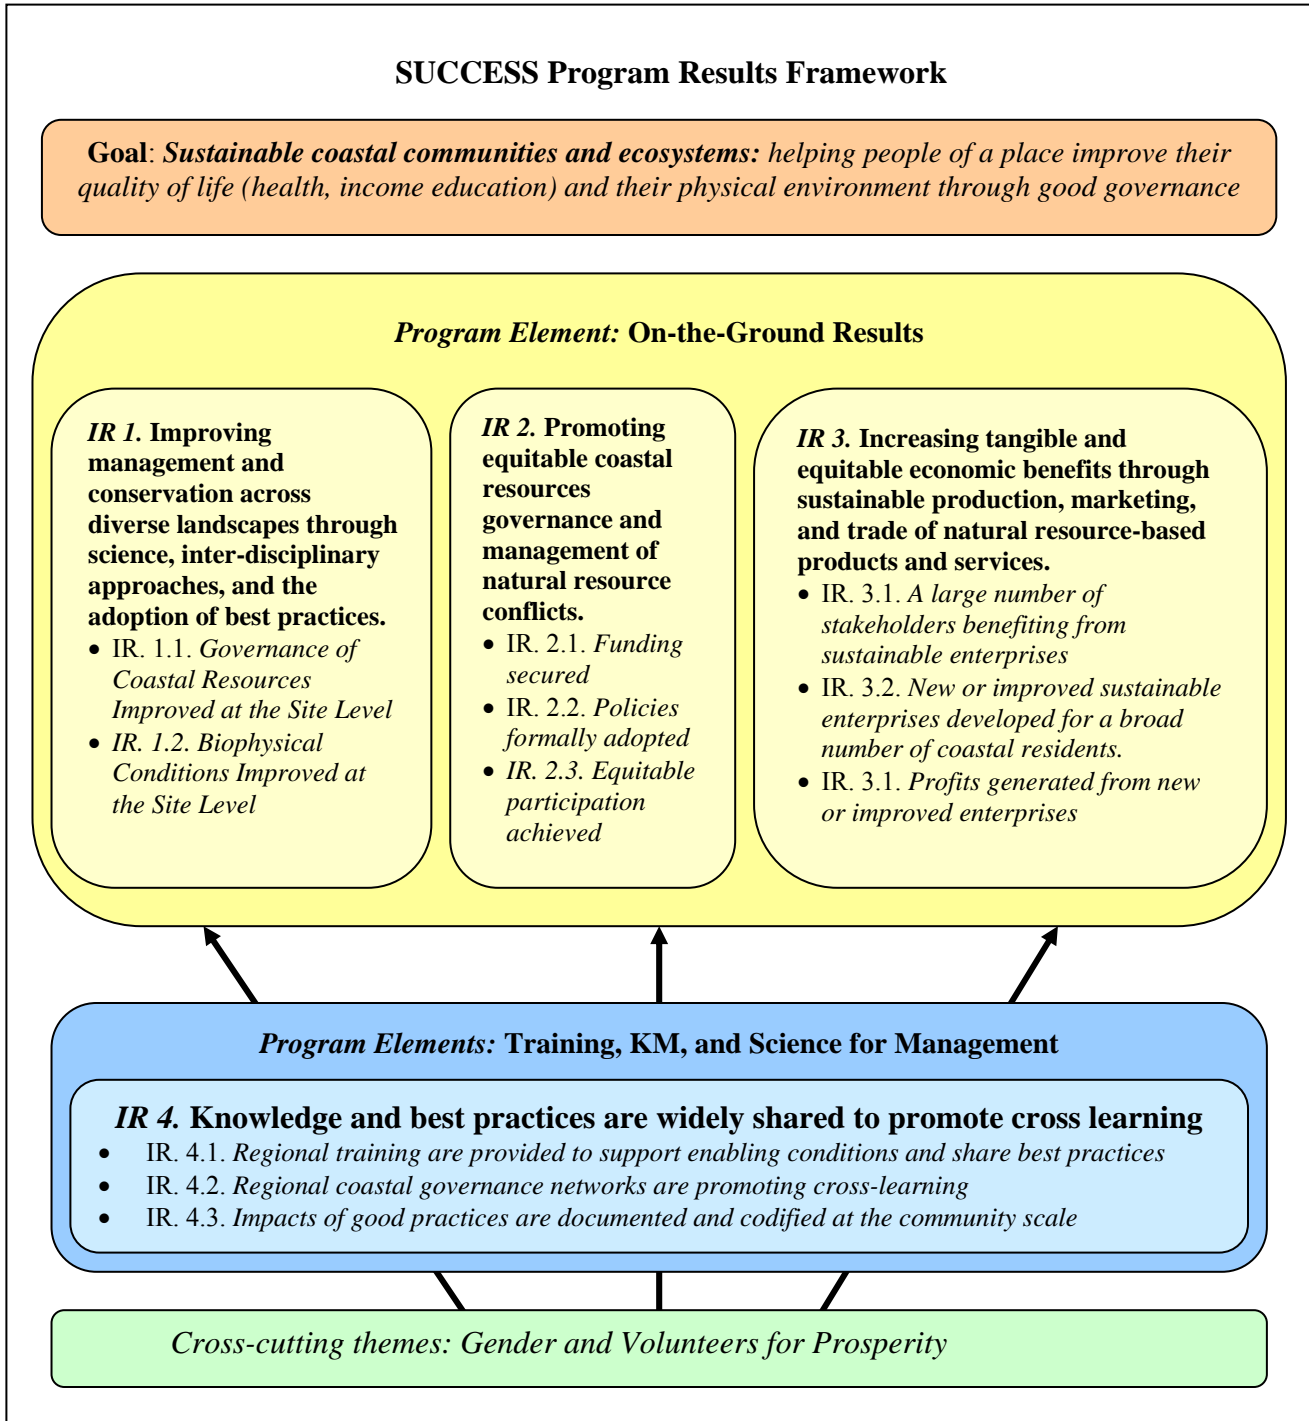 SUCCESS Program Results Framework
Goal: Sustainable coastal communities and ecosystems: helping people of a place improve their
quality of life (health, income education) and their physical environment through good governance
Program Element: On-the-Ground Results
IR 1. Improving
management and
conservation across
diverse landscapes through
science, inter-disciplinary
approaches, and the
adoption of best practices.
• IR. 1.1. Governance of
Coastal Resources
Improved at the Site Level
• IR. 1.2. Biophysical
Conditions Improved at
the Site Level
IR 2. Promoting
equitable coastal
resources
governance and
management of
natural resource
conflicts.
• IR. 2.1. Funding
secured
• IR. 2.2. Policies
formally adopted
• IR. 2.3. Equitable
participation
achieved
IR 3. Increasing tangible and
equitable economic benefits through
sustainable production, marketing,
and trade of natural resource-based
products and services.
• IR. 3.1. A large number of
stakeholders benefiting from
sustainable enterprises
• IR. 3.2. New or improved sustainable
enterprises developed for a broad
number of coastal residents.
• IR. 3.1. Profits generated from new
or improved enterprises
Program Elements: Training, KM, and Science for Management
IR 4. Knowledge and best practices are widely shared to promote cross learning
• IR. 4.1. Regional training are provided to support enabling conditions and share best practices
• IR. 4.2. Regional coastal governance networks are promoting cross-learning
• IR. 4.3. Impacts of good practices are documented and codified at the community scale
Cross-cutting themes: Gender and Volunteers for Prosperity